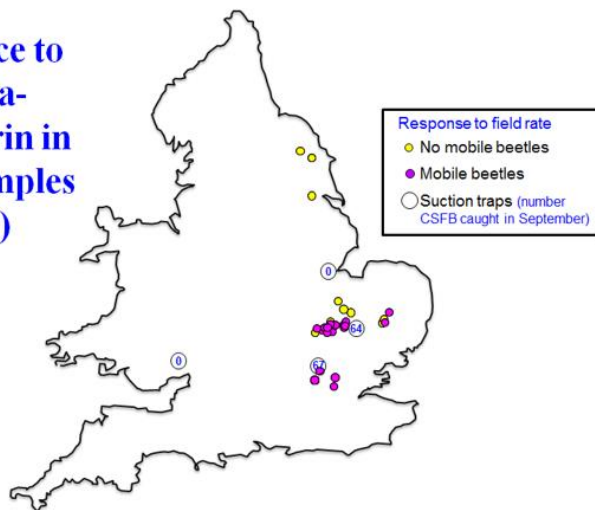 ce to
a-
rin in
mples
)
Response to field rate
No mobile beetles
Mobile beetles
Suction traps (number
CSFB caught in September)
0
64
0
67